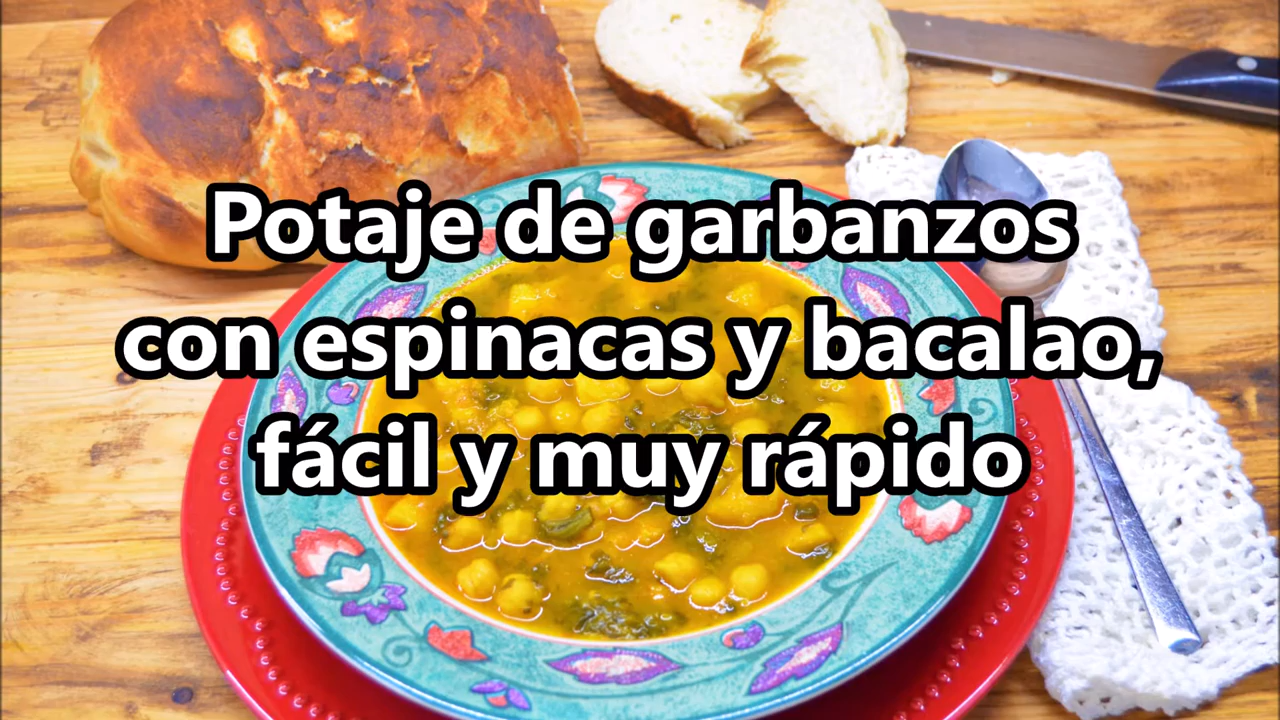 Potaje de garbanzos
con espinacas y bacalao,
fácil y muy rápido